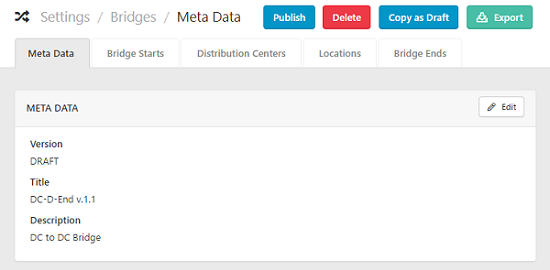 Settings / Bridges / Meta Data
Publish
Delete
Copy as Draft
Export
Meta Data
Bridge Starts
Distribution Centers
Locations
Bridge Ends
META DATA
Edit
Version
DRAFT
Title
DC-D-End v.1.1
Description
DC to DC Bridge